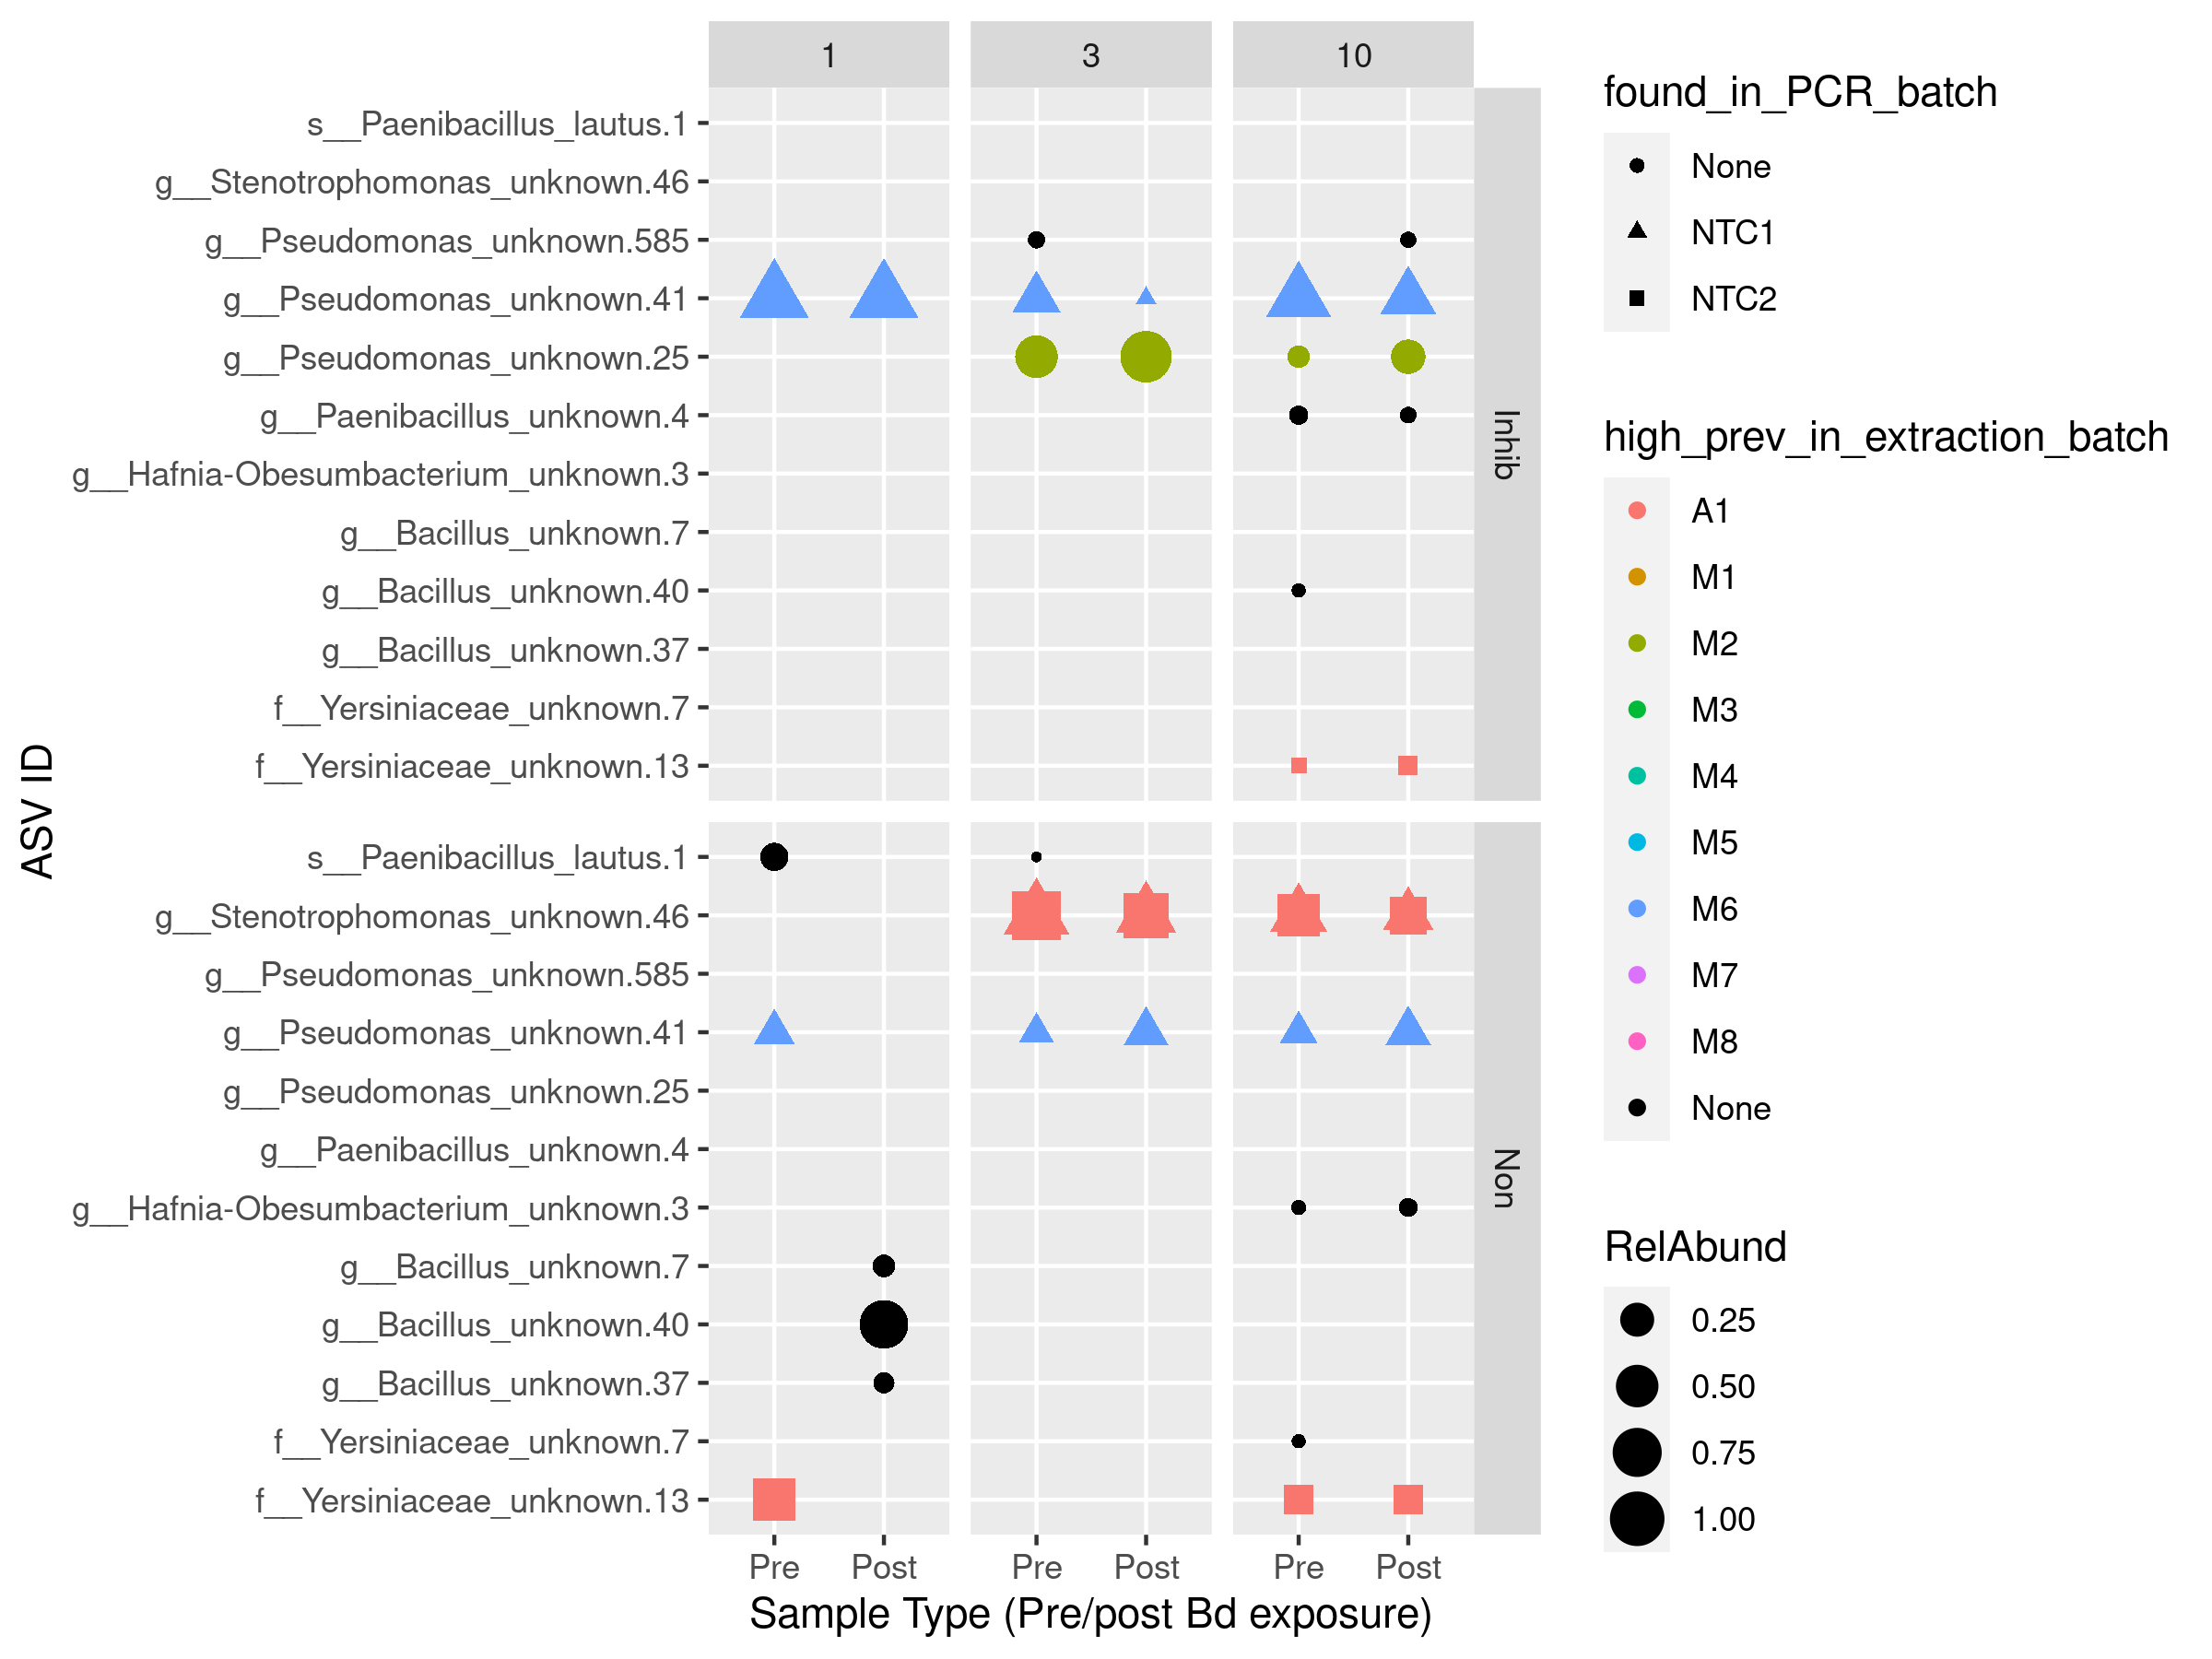 1
3
10
s__Paenibacillus_lautus.1
g__Stenotrophomonas_unknown.46
g__Pseudomonas_unknown.585
g__Pseudomonas_unknown.41
g__Pseudomonas_unknown.25
g__Paenibacillus_unknown.4
g__Hafnia-Obesumbacterium_unknown.3
g__Bacillus_unknown.7
g__Bacillus_unknown.40
g__Bacillus_unknown.37
f__Yersiniaceae_unknown.7
f__Yersiniaceae_unknown.13
Inhib
ASV ID
s__Paenibacillus_lautus.1
g__Stenotrophomonas_unknown.46
g__Pseudomonas_unknown.585
g__Pseudomonas_unknown.41
g__Pseudomonas_unknown.25
g__Paenibacillus_unknown.4
g__Hafnia-Obesumbacterium_unknown.3
g__Bacillus_unknown.7
g__Bacillus_unknown.40
g__Bacillus_unknown.37
f__Yersiniaceae_unknown.7
f__Yersiniaceae_unknown.13
Non
Pre Post Pre Post Pre Post
Sample Type (Pre/post Bd exposure)
found_in_PCR_batch
None
NTC1
NTC2
high_prev_in_extraction_batch
A1
M1
M2
M3
M4
M5
M6
M7
M8
None
RelAbund
0.25
0.50
0.75
1.00